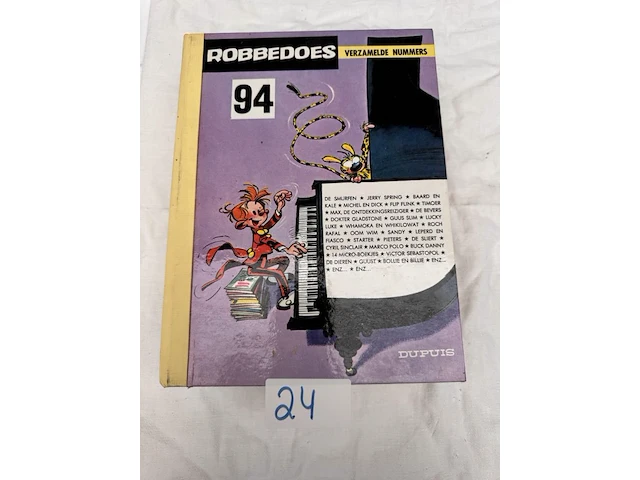 ROBBEDOES VERZAMELDE NUMMERS
94
DE SMURFEN ★ JERRY SPRING ★ BAARD EN
KALE ★ MICHEL EN DICK ★ FLIP FLINK ★ TIMOER
★ MAX, DE ONTDEKKINGSREIZIGER ★ DE BEVERS
★ DOKTER GLADSTONE ★ GUUS SLIM ★ LUCKY
LUKE ★ WHAMOKA EN WHIKILOWAT ★ ROCH
RAFAL ★ OOM WIM ★ SANDY ★ LEPERD EN
FIASCO ★ STARTER ★ PIETERS ★ DE SLIERT ★
CYRIL SINCLAIR ★ MARCO POLO ★ BUCK DANNY
★ 14 MICRO-BOEKJES ★ VICTOR SEBASTOPOL ★
DE DIEREN ★ GUUST ★ BOLLIE EN BILLIE ★ ENZ...
★ ENZ... ★ ENZ...
DUPUIS
24